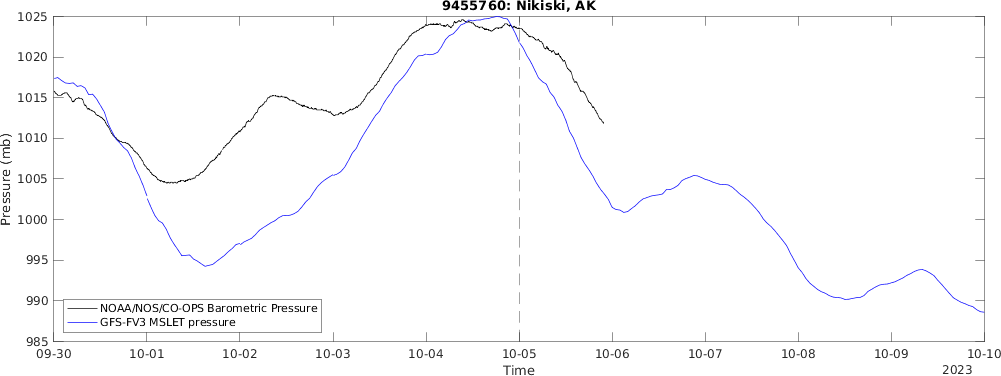 9455760: Nikiski, AK
1025
1020
1015
1010
1005
1000
995
990
985
Pressure (mb)
NOAA/NOS/CO-OPS Barometric Pressure
GFS-FV3 MSLET pressure
09-30 10-01 10-02 10-03 10-04 10-05 10-06 10-07 10-08 10-09 10-10
Time
2023